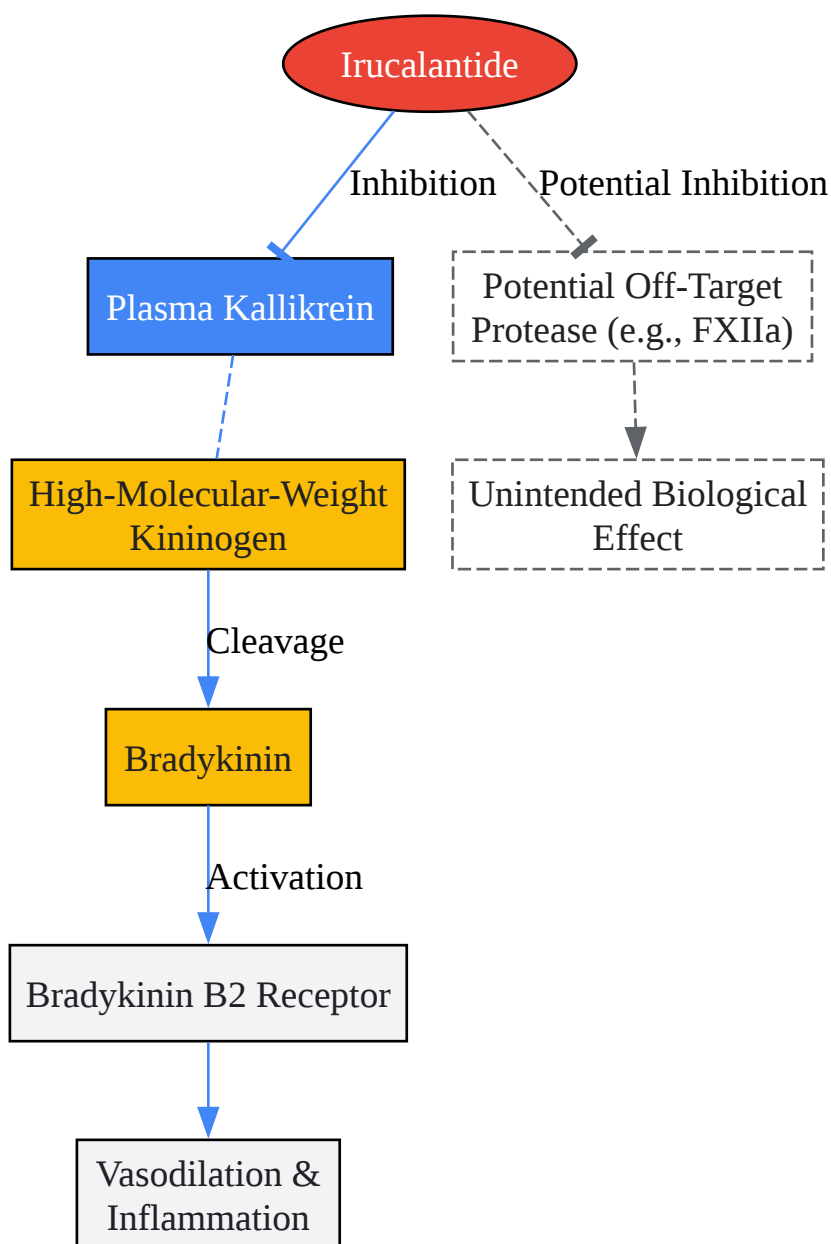 Irucalantide
Inhibition
Potential Inhibition
Plasma Kallikrein
Potential Off-Target
Protease (e.g., FXIIa)
High-Molecular-Weight
Kininogen
Unintended Biological
Effect
Cleavage
Bradykinin
Activation
Bradykinin B2 Receptor
Vasodilation &
Inflammation